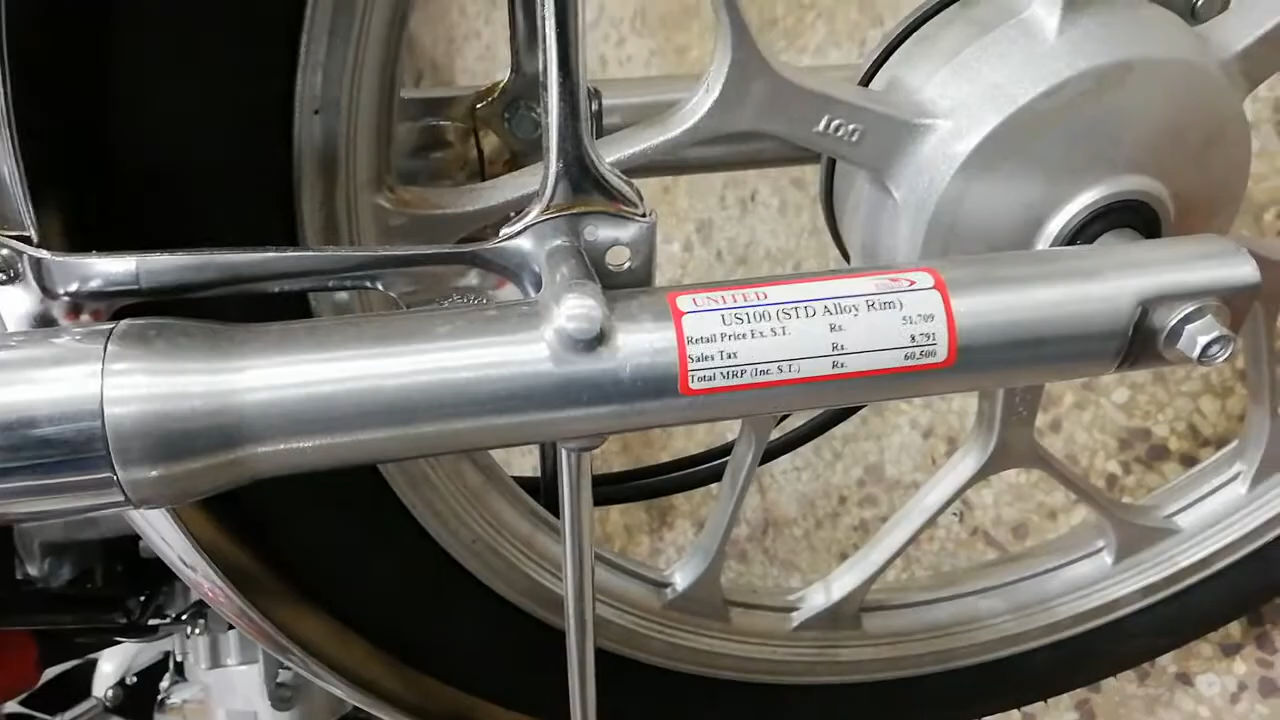 UNITED
US100 (STD Alloy Rim)
Retail Price Ex. S.T. Rs. 51,709
Sales Tax Rs. 8,791
Total MRP (Inc. S.T.) Rs. 60,500
DOT